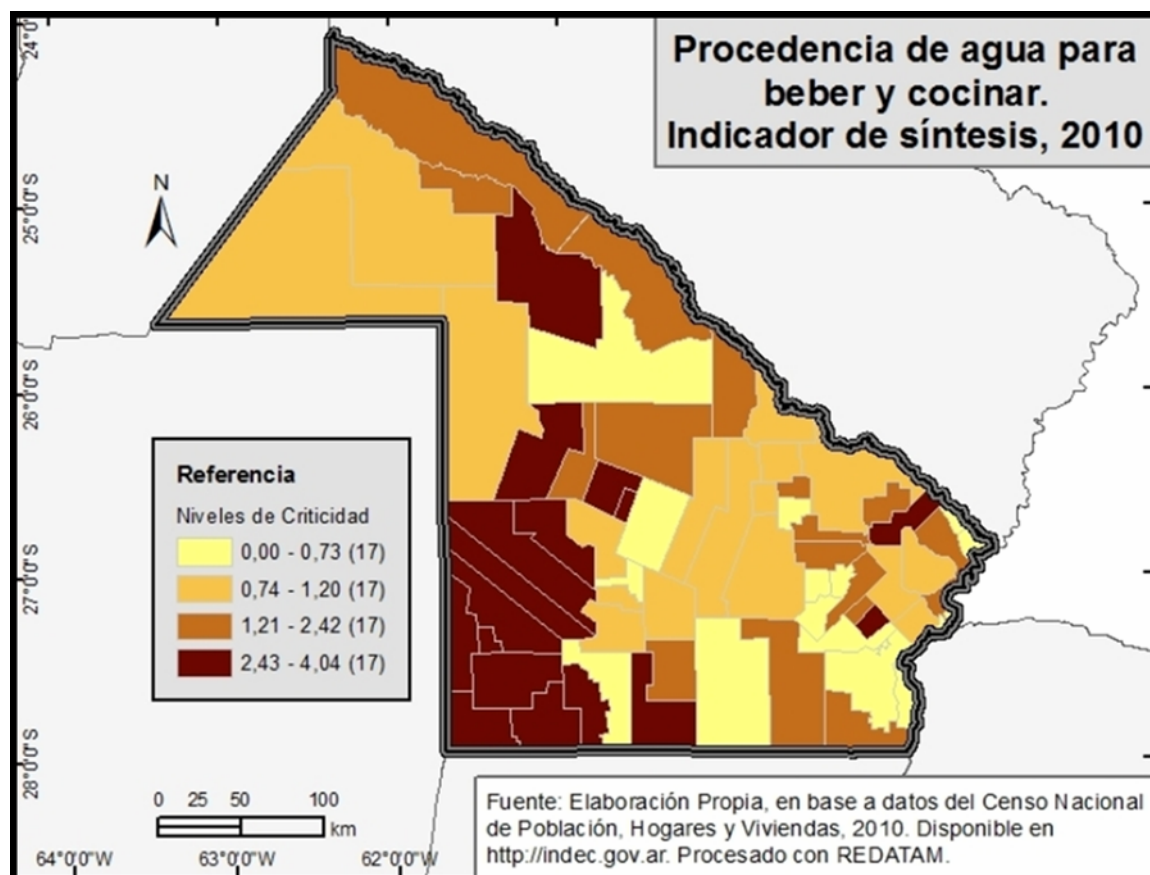 Procedencia de agua para
beber y cocinar.
Indicador de síntesis, 2010
24°0'
N
25°0'0"S
26°0'0"S
Referencia
Niveles de Criticidad
0,00 - 0,73 (17)
0,74 - 1,20 (17)
1,21 - 2,42 (17)
2,43 - 4,04 (17)
27°0'0"S
28°0'0"S
0 25 50 100
km
Fuente: Elaboración Propia, en base a datos del Censo Nacional
de Población, Hogares y Viviendas, 2010. Disponible en
http://indec.gov.ar. Procesado con REDATAM.
64°0'0"W 63°0'0"W 62°0'0"W